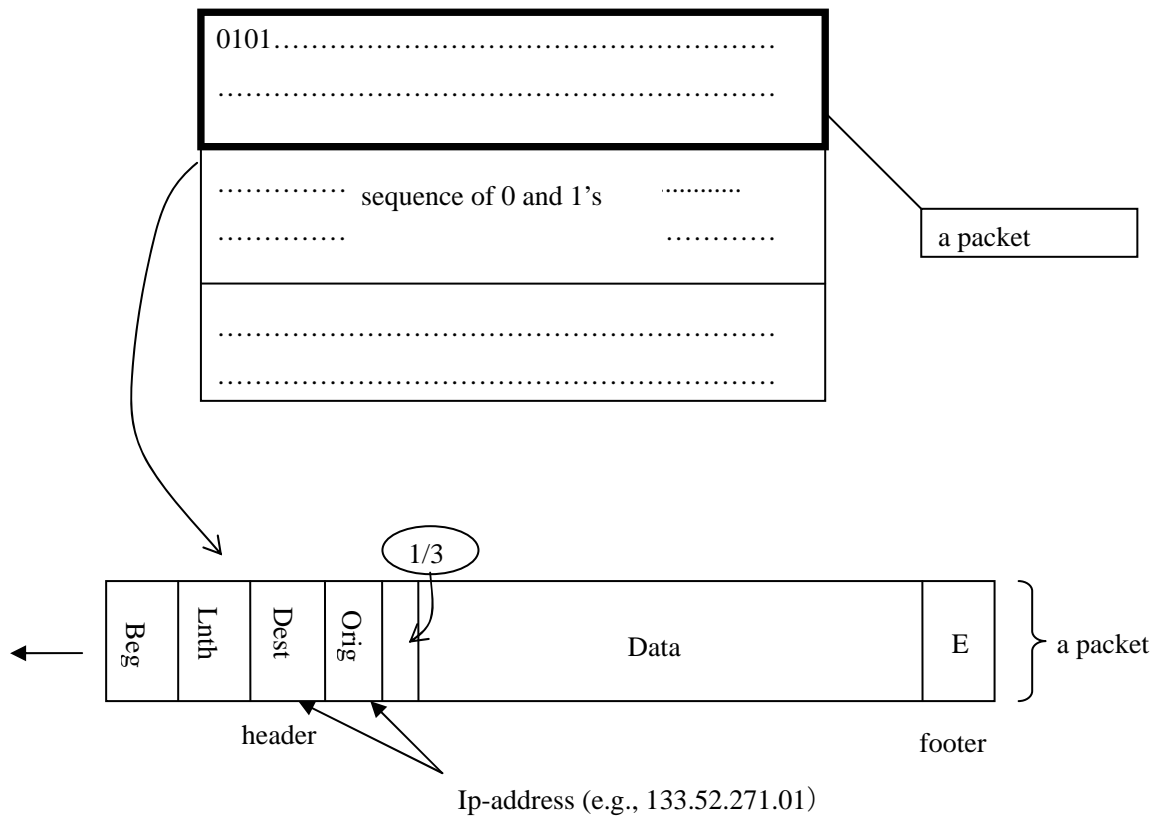 0101……………………………………………
…………………………………………………
………….. sequence of 0 and 1's ...........
………….. a packet
………….. …………
…………………………………………………
…………………………………………………
1/3
Beg Lnth Dest Orig Data E a packet
header footer
Ip-address (e.g., 133.52.271.01)